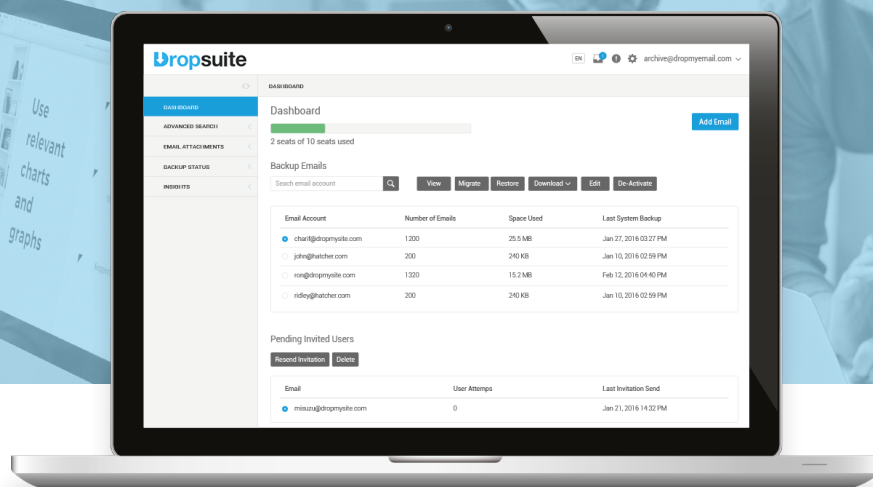 Use
relevant
charts
and
graphs
Dropsuite
EN
archive@dropmyemail.com
DASHBOARD
DASHBOARD
ADVANCED SEARCH
EMAIL ATTACHMENTS
BACKUP STATUS
INSIGHTS
Dashboard
Add Email
2 seats of 10 seats used
Backup Emails
Search email account
View Migrate Restore Download Edit De-Activate
Email Account Number of Emails Space Used Last System Backup
charif@dropmysite.com 1200 25.5 MB Jan 27, 2016 03:27 PM
john@hatcher.com 200 240 KB Jan 10, 2016 02:59 PM
ron@dropmysite.com 1320 15.2 MB Feb 12, 2016 04:40 PM
ridley@hatcher.com 200 240 KB Jan 10, 2016 02:59 PM
Pending Invited Users
Resend Invitation Delete
Email User Attemps Last Invitation Send
misuzu@dropmysite.com 0 Jan 21, 2016 14:32 PM